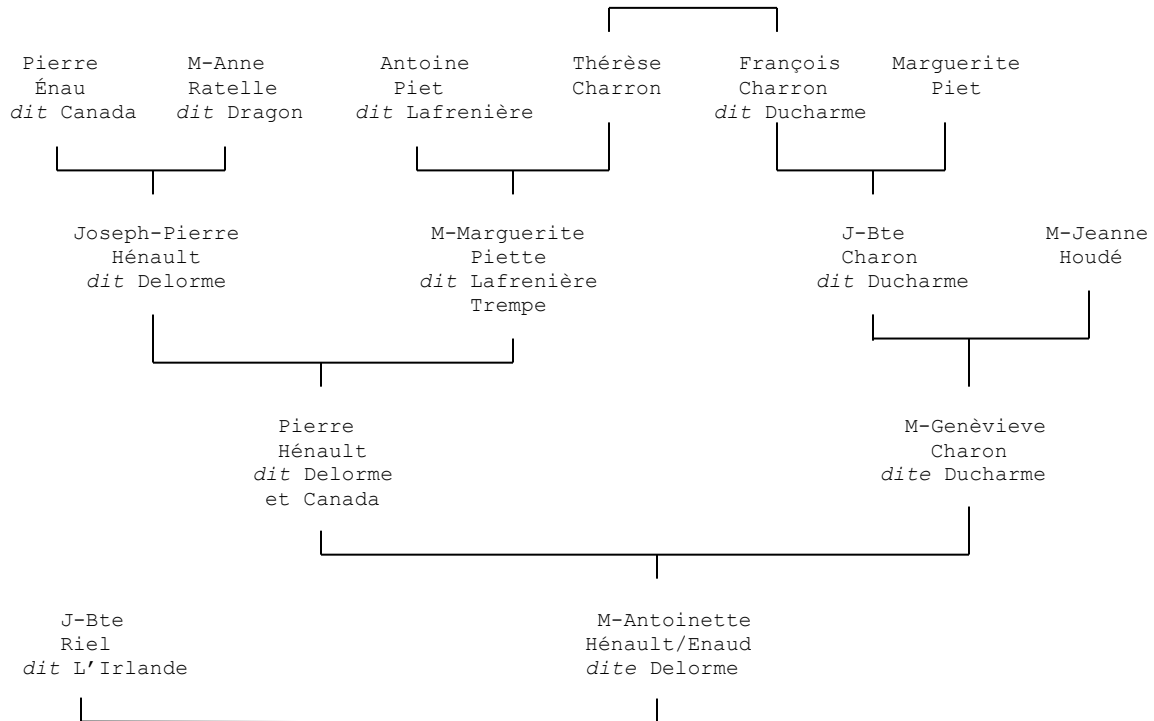 Pierre
Énau
dit Canada
M-Anne
Ratelle
dit Dragon
Antoine
Piet
dit Lafrenière
Thérèse
Charron
François
Charron
dit Ducharme
Marguerite
Piet
Joseph-Pierre
Hénault
dit Delorme
M-Marguerite
Piette
dit Lafrenière
Trempe
J-Bte
Charon
dit Ducharme
M-Jeanne
Houdé
Pierre
Hénault
dit Delorme
et Canada
M-Genèvieve
Charon
dite Ducharme
J-Bte
Riel
dit L’Irlande
M-Antoinette
Hénault/Enaud
dite Delorme